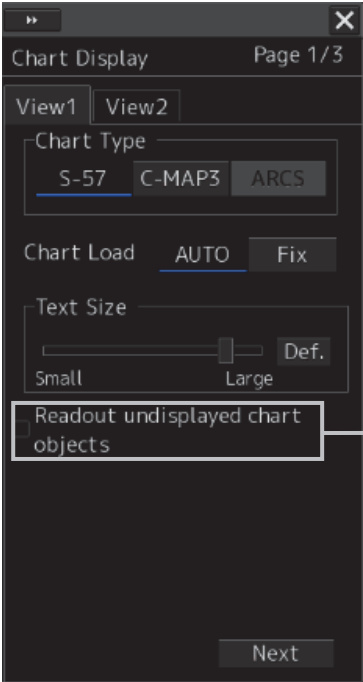 Chart Display Page 1/3
View1 View2
Chart Type
S-57 C-MAP3 ARCS
Chart Load AUTO Fix
Text Size
Def.
Small Large
Readout undisplayed chart
objects
Next